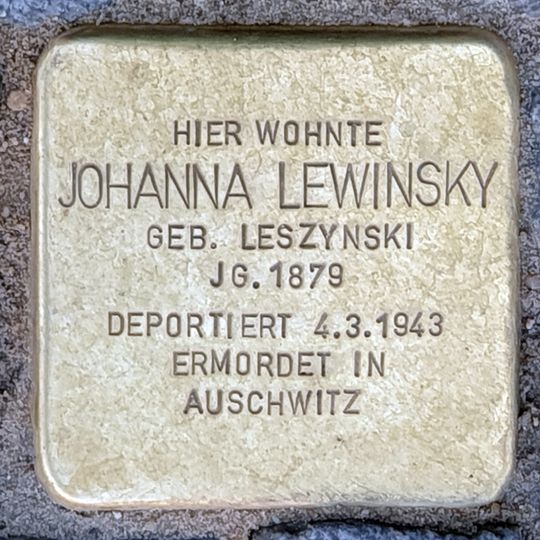 HIER WOHNTE
JOHANNA LEWINSKY
GEB. LESZYNSKI
JG. 1879
DEPORTIERT 4.3.1943
ERMORDET IN
AUSCHWITZ